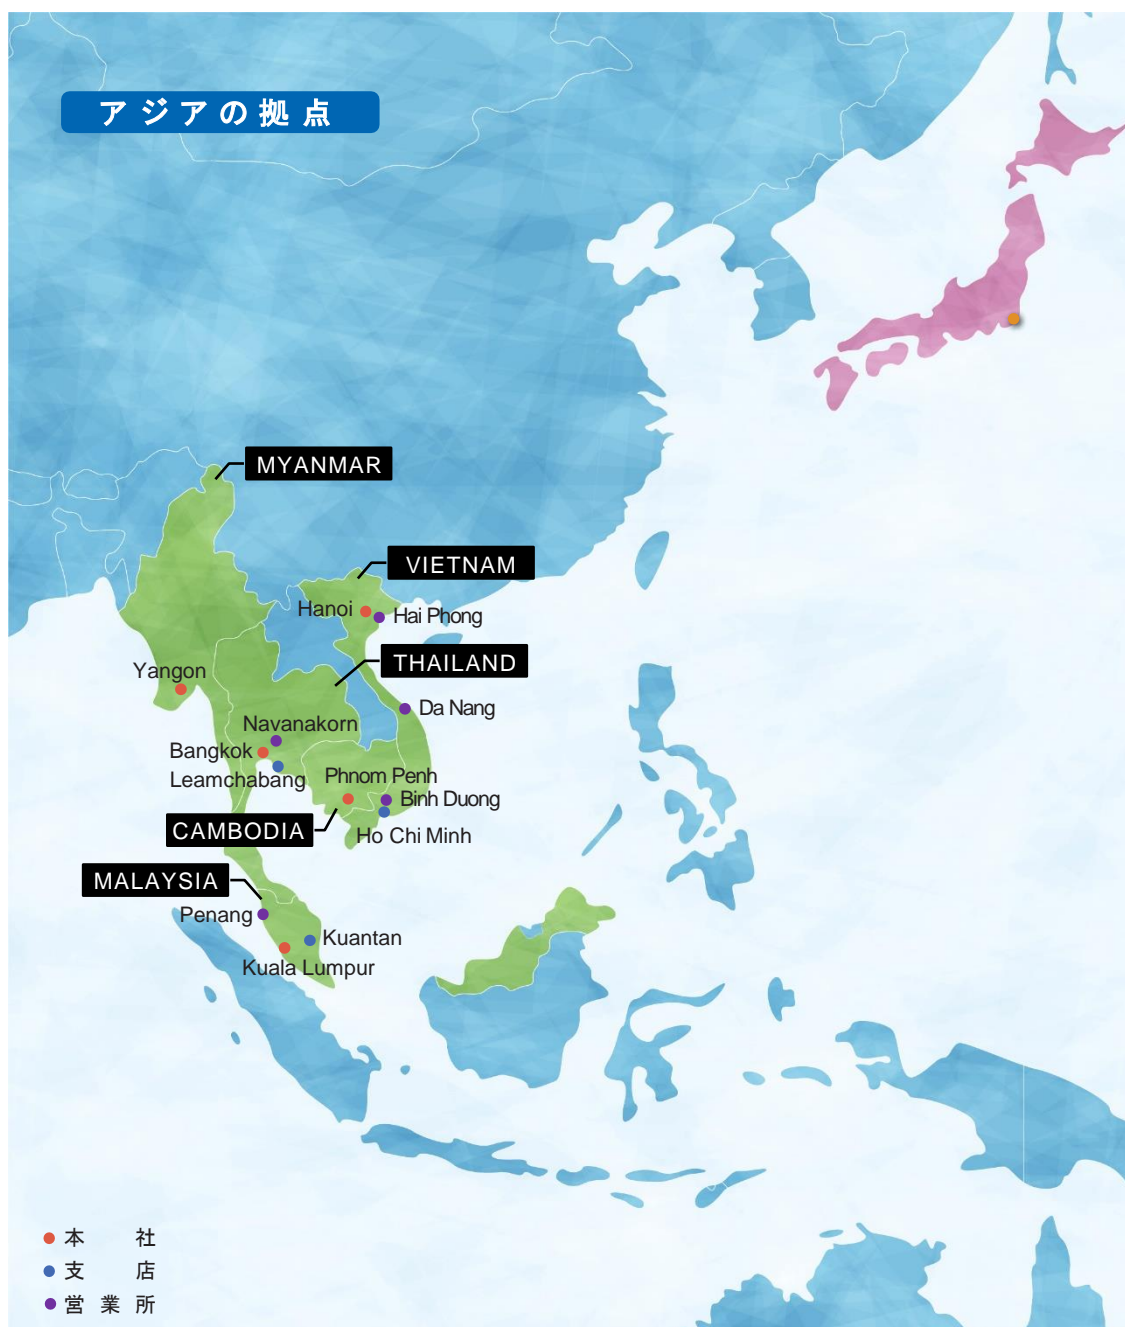 アジアの拠点
MYANMAR
VIETNAM
Hanoi
Hai Phong
THAILAND
Yangon
Da Nang
Navanakorn
Bangkok
Leamchabang
Phnom Penh
Binh Duong
CAMBODIA
Ho Chi Minh
MALAYSIA
Penang
Kuantan
Kuala Lumpur
本社
支店
営業所